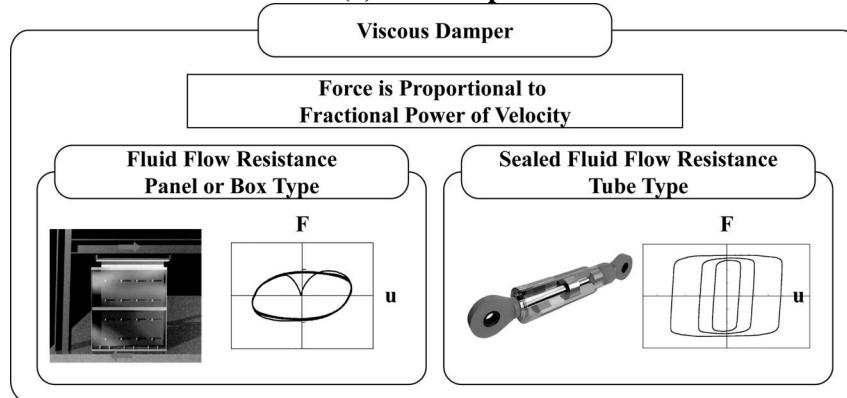 Viscous Damper
Force is Proportional to
Fractional Power of Velocity
Fluid Flow Resistance
Panel or Box Type
F
u
Sealed Fluid Flow Resistance
Tube Type
F
u